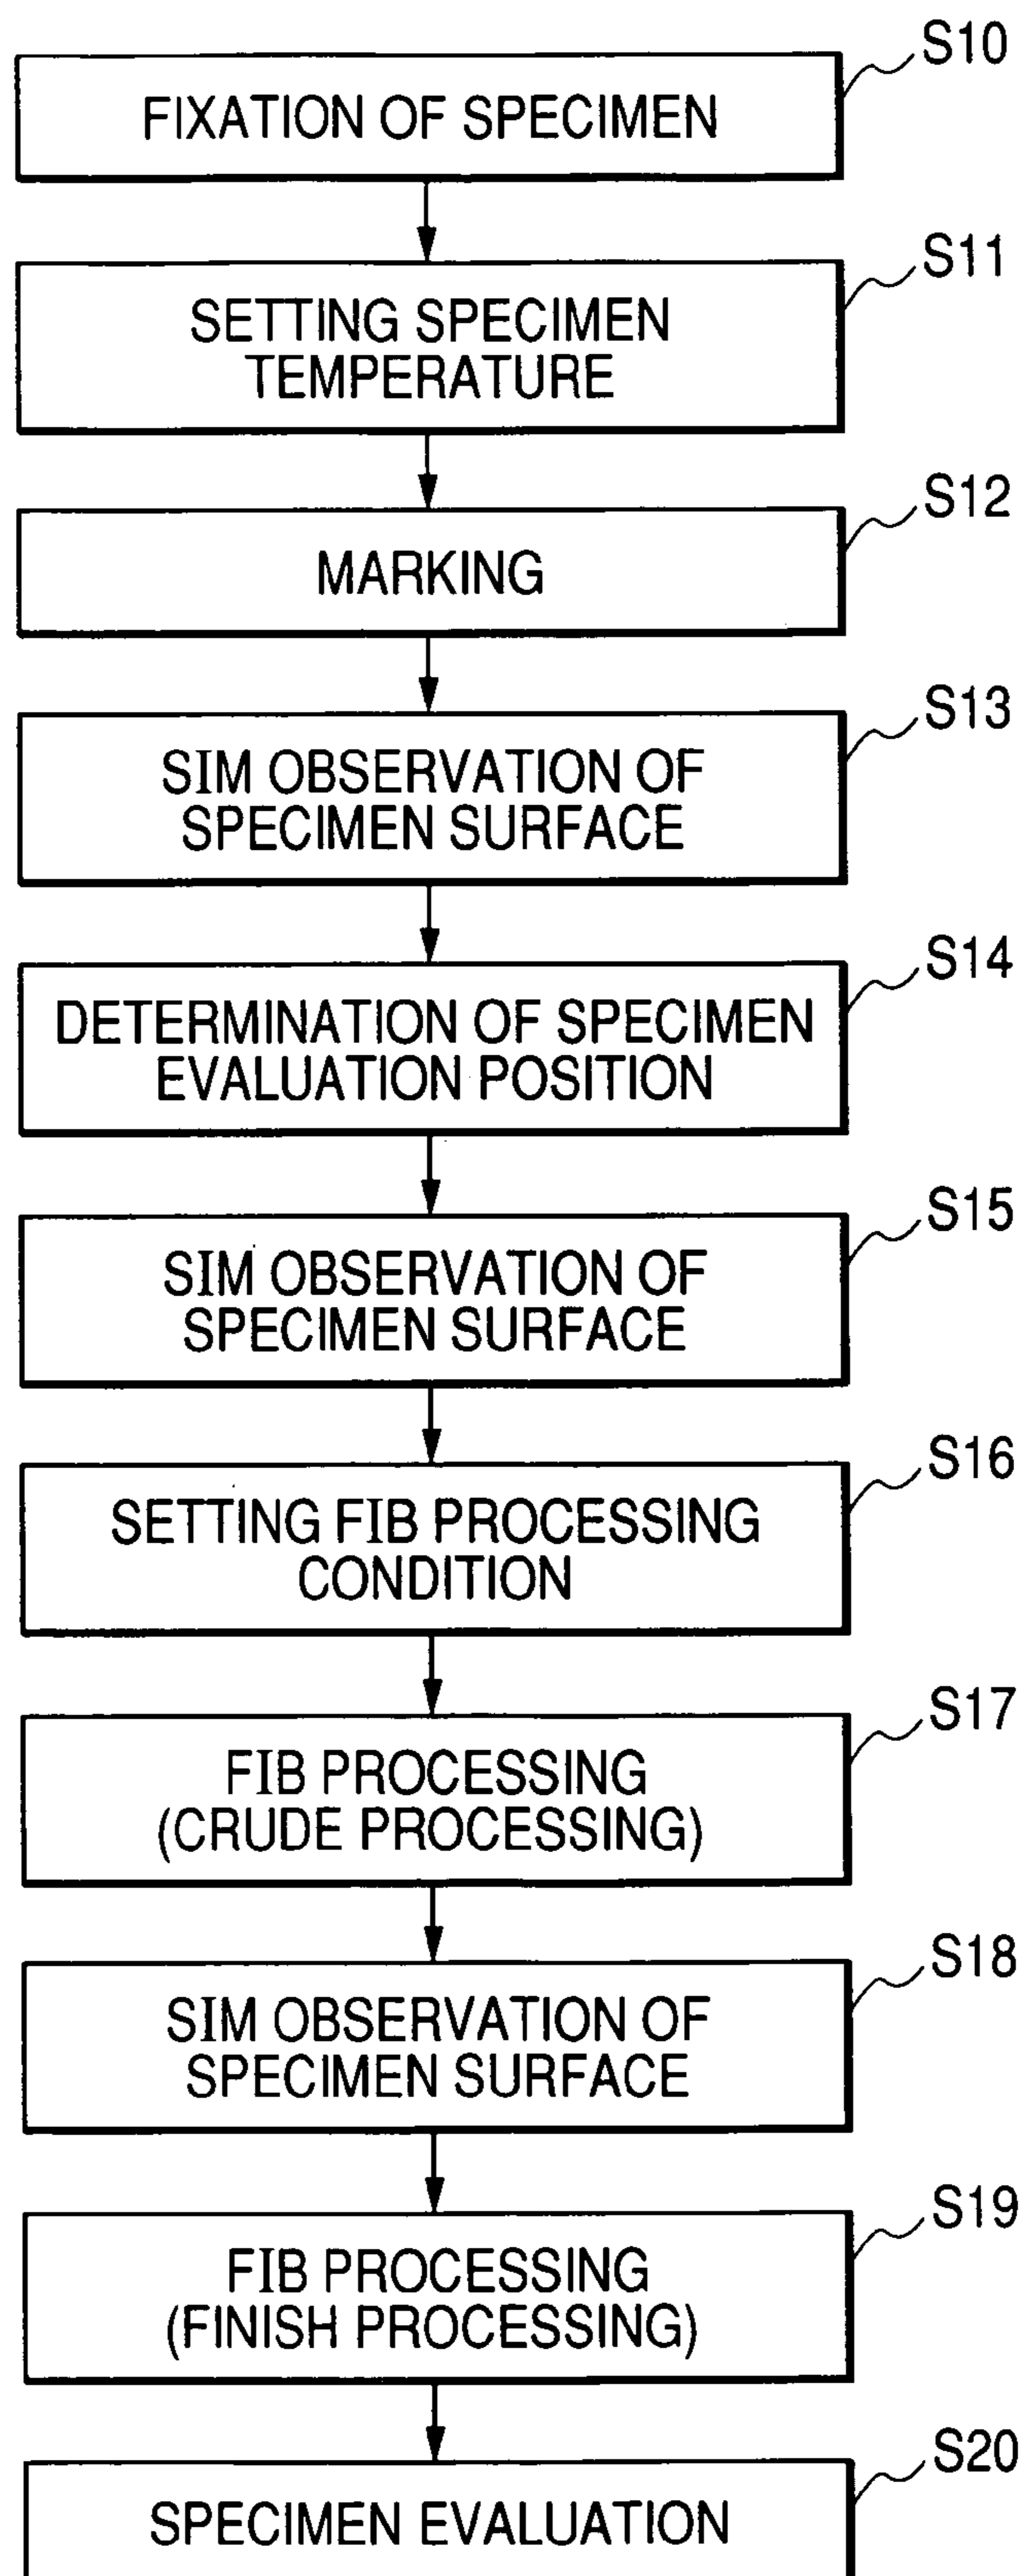 S10
FIXATION OF SPECIMEN
S11
SETTING SPECIMEN
TEMPERATURE
S12
MARKING
S13
SIM OBSERVATION OF
SPECIMEN SURFACE
S14
DETERMINATION OF SPECIMEN
EVALUATION POSITION
S15
SIM OBSERVATION OF
SPECIMEN SURFACE
S16
SETTING FIB PROCESSING
CONDITION
S17
FIB PROCESSING
(CRUDE PROCESSING)
S18
SIM OBSERVATION OF
SPECIMEN SURFACE
S19
FIB PROCESSING
(FINISH PROCESSING)
S20
SPECIMEN EVALUATION